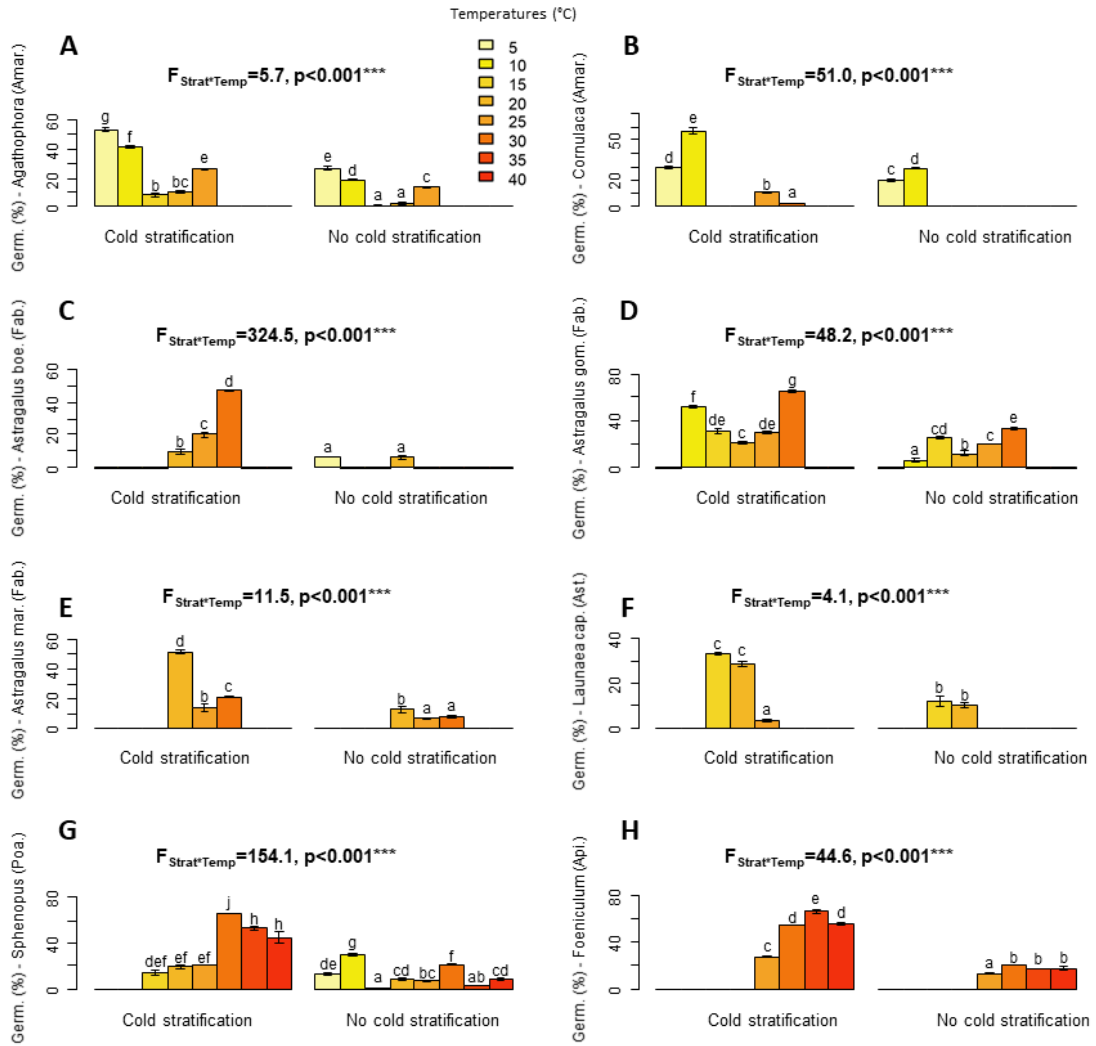 Temperatures (°C)
5
10
15
20
25
30
35
40
A
F Strat*Temp=5.7, p<0.001***
Germ. (%) - Agathophora (Amar.)
0 20 40 60
g f b bc e
e d a a c
Cold stratification No cold stratification
B
F Strat*Temp=51.0, p<0.001***
Germ. (%) - Cornulaca (Amar.)
0 20 50
d e b a
c d
Cold stratification No cold stratification
C
F Strat*Temp=324.5, p<0.001***
Germ. (%) - Astragalus boe. (Fab.)
0 20 40 60
b c d
a a
Cold stratification No cold stratification
D
F Strat*Temp=48.2, p<0.001***
Germ. (%) - Astragalus gom. (Fab.)
0 40 80
f de c de g
a cd b c e
Cold stratification No cold stratification
E
F Strat*Temp=11.5, p<0.001***
Germ. (%) - Astragalus mar. (Fab.)
0 20 40 60
d b c
b a a
Cold stratification No cold stratification
F
F Strat*Temp=4.1, p<0.001***
Germ. (%) - Launaea cap. (Ast.)
0 20 40
c c a
b b
Cold stratification No cold stratification
G
F Strat*Temp=154.1, p<0.001***
Germ. (%) - Sphenopus (Poa.)
0 40 80
def ef ef j h h
de g a cd bc f ab cd
Cold stratification No cold stratification
H
F Strat*Temp=44.6, p<0.001***
Germ. (%) - Foeniculum (Api.)
0 40 80
c d e d
a b b b
Cold stratification No cold stratification